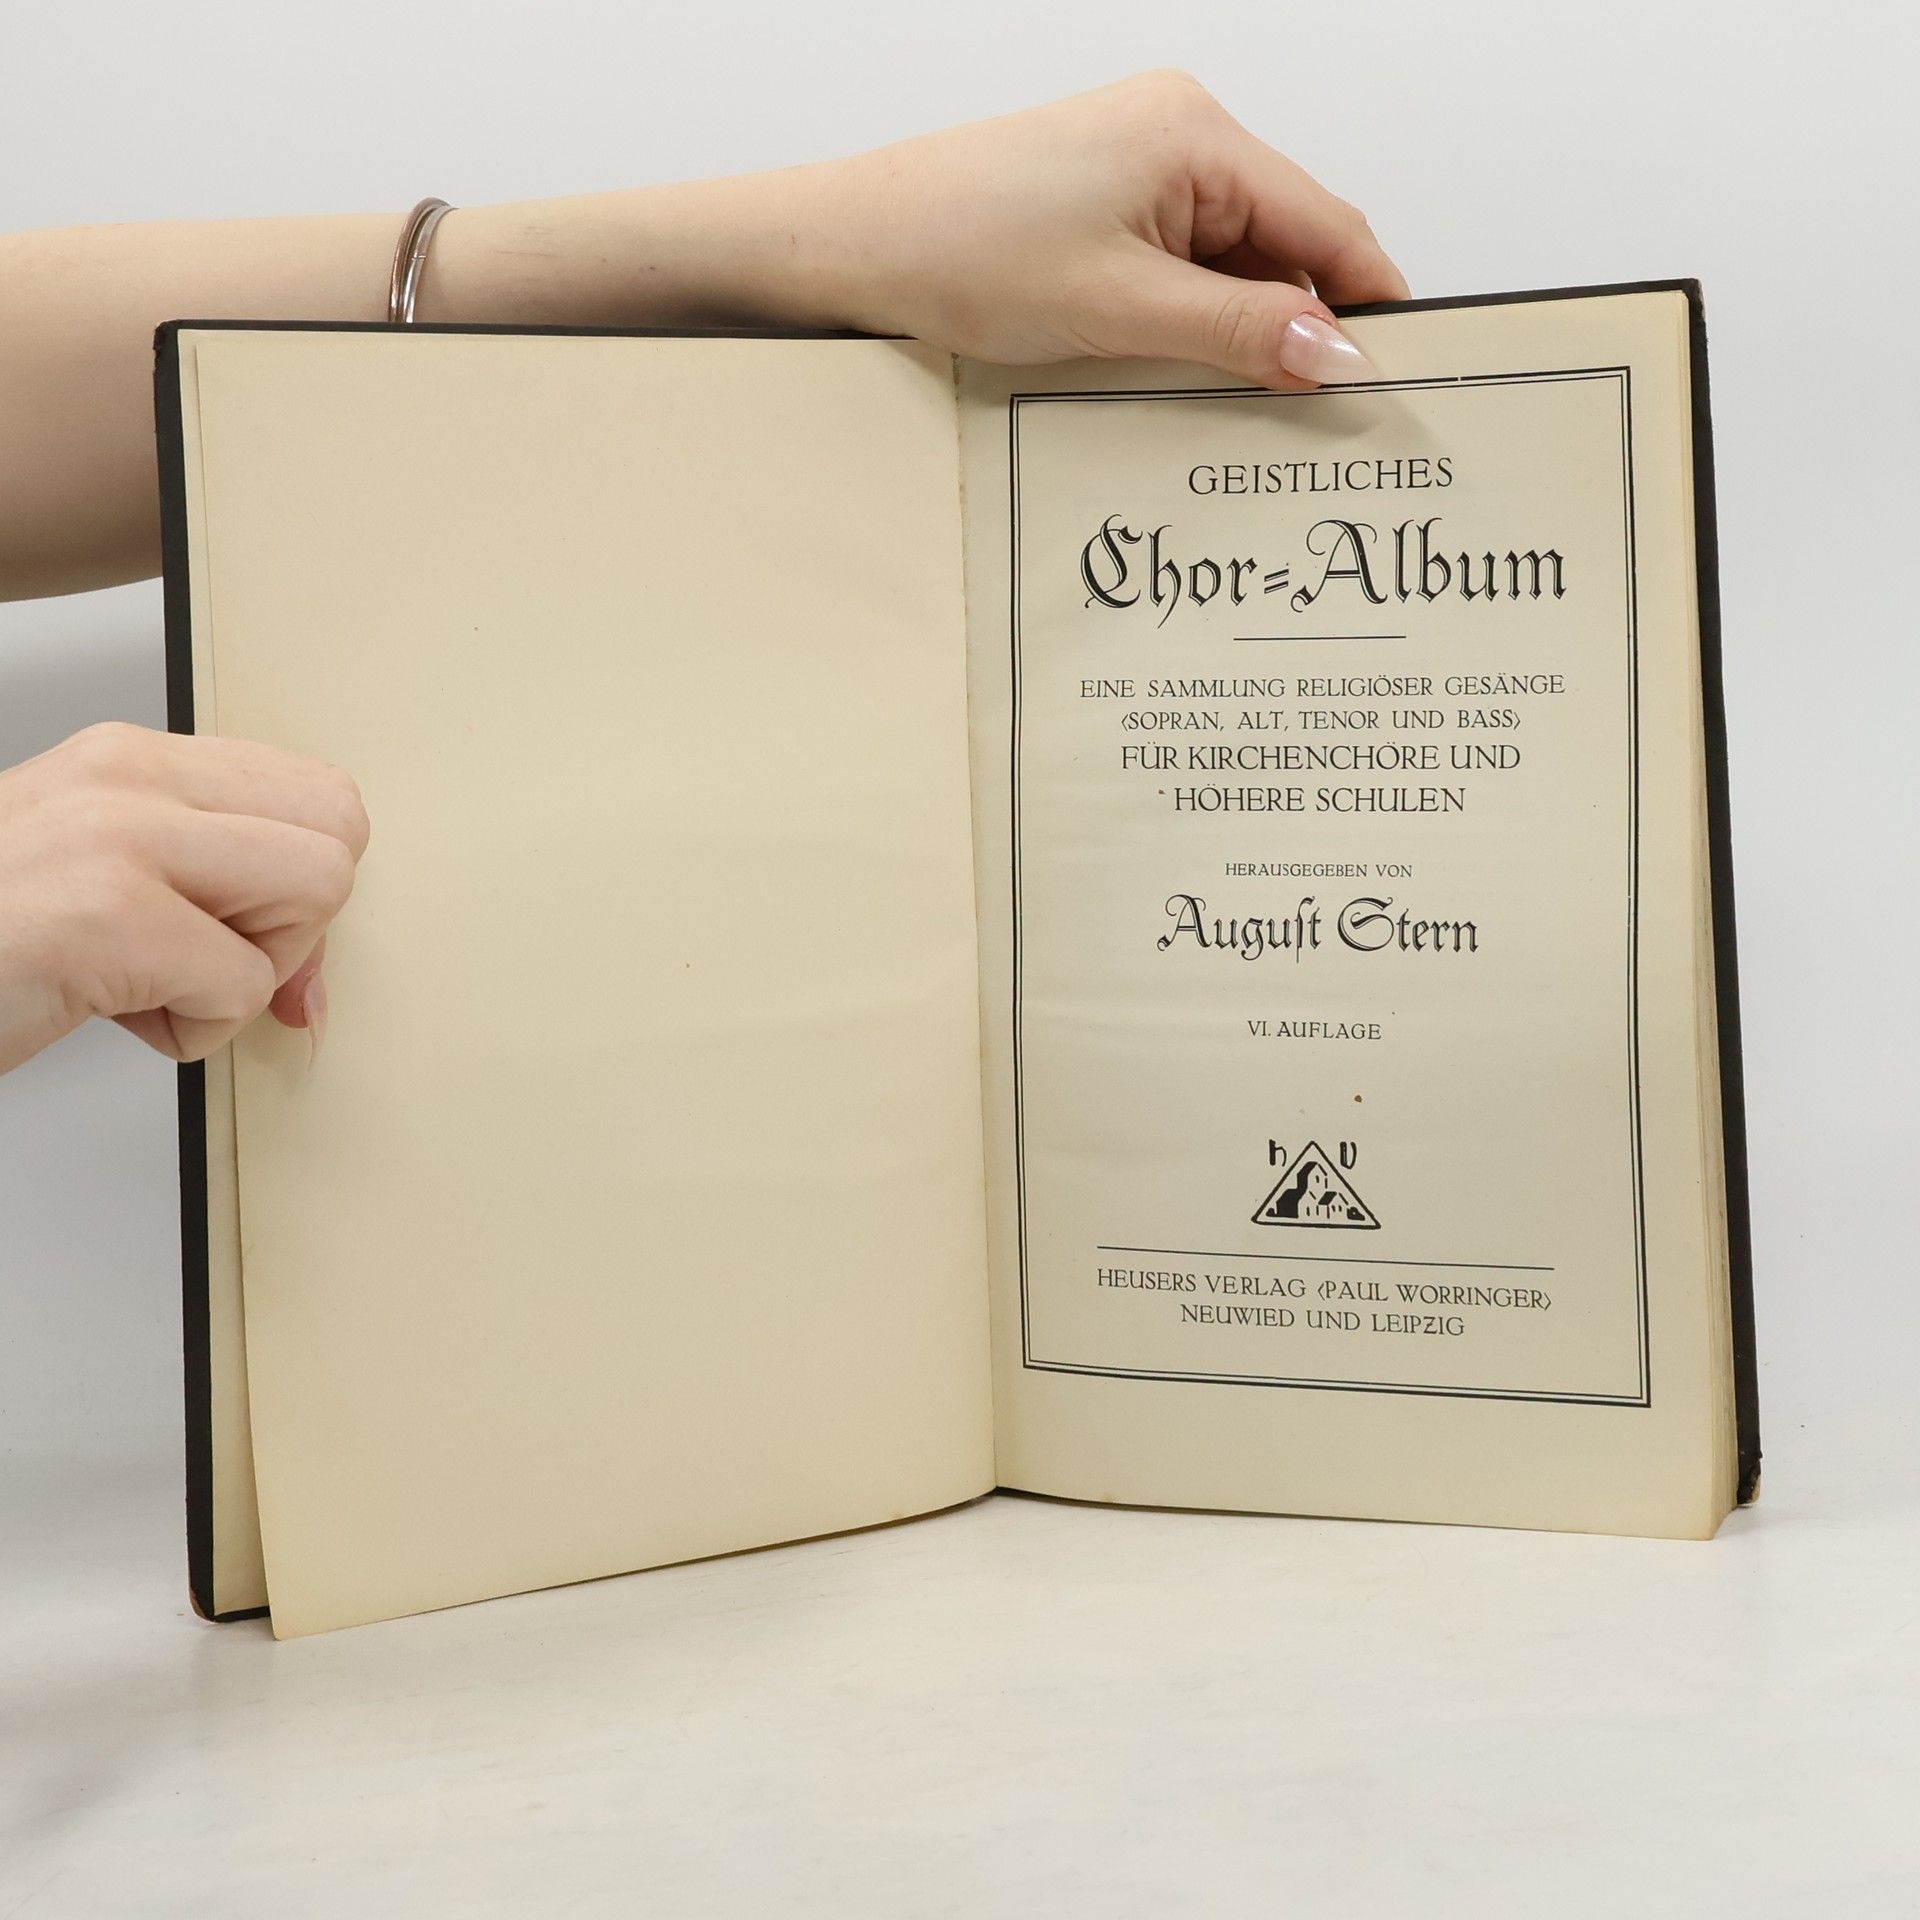 GEISTLICHES
Chor=Album
EINE SAMMLUNG RELIGIÖSER GESÄNGE
‹SOPRAN, ALT, TENOR UND BASS›
FÜR KIRCHENCHÖRE UND
HÖHERE SCHULEN
HERAUSGEGEBEN VON
Auguſt Stern
VI. AUFLAGE
h V
HEUSERS VERLAG ‹PAUL WORRINGER›
NEUWIED UND LEIPZIG